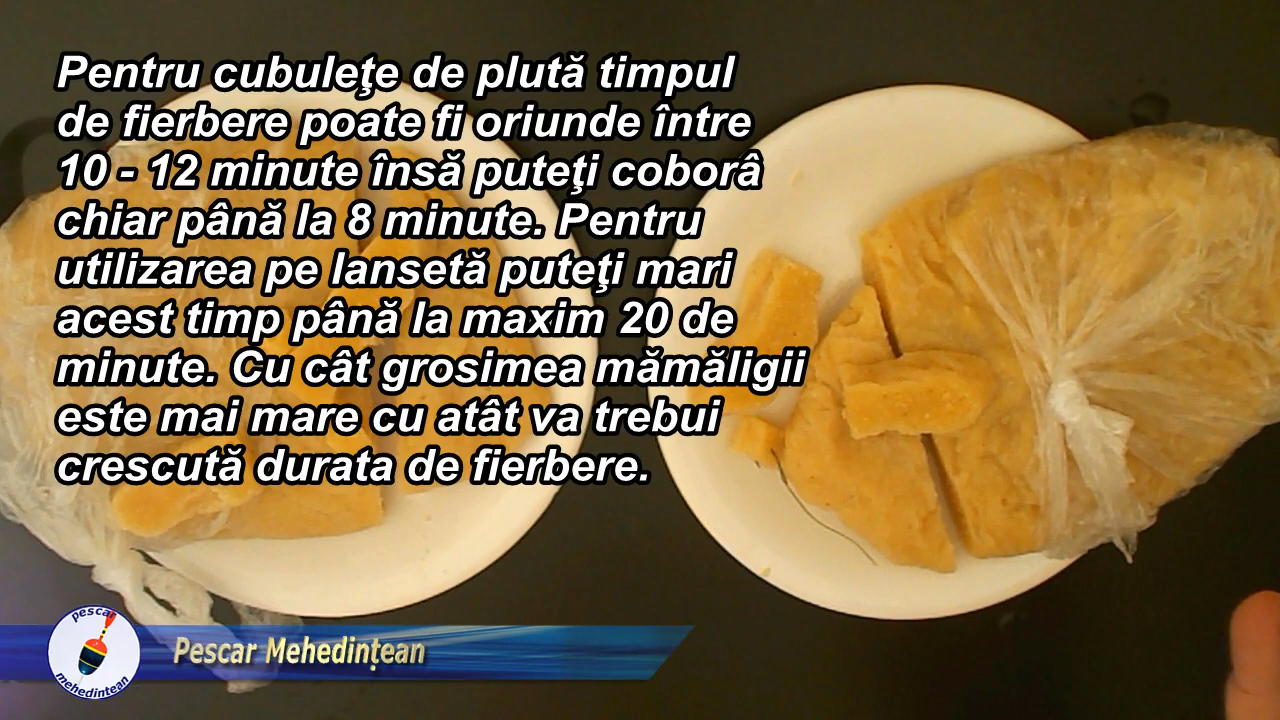 Pentru cubuleţe de plută timpul
de fierbere poate fi oriunde între
10 - 12 minute însă puteţi coborâ
chiar până la 8 minute. Pentru
utilizarea pe lansetă puteţi mari
acest timp până la maxim 20 de
minute. Cu cât grosimea mămăligii
este mai mare cu atât va trebui
crescută durata de fierbere.
pescar
mehedintean
Pescar Mehedințean